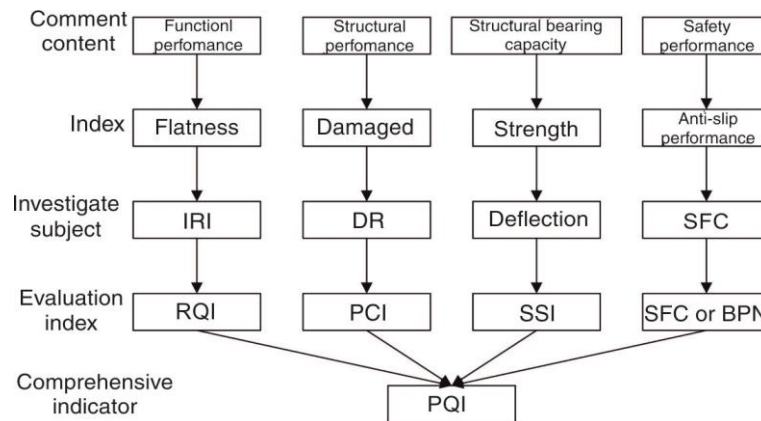 Comment content
Functionl perfomance
Structural perfomance
Structural bearing capacity
Safety performance
Index
Flatness
Damaged
Strength
Anti-slip performance
Investigate subject
IRI
DR
Deflection
SFC
Evaluation index
RQI
PCI
SSI
SFC or BPN
Comprehensive indicator
PQI